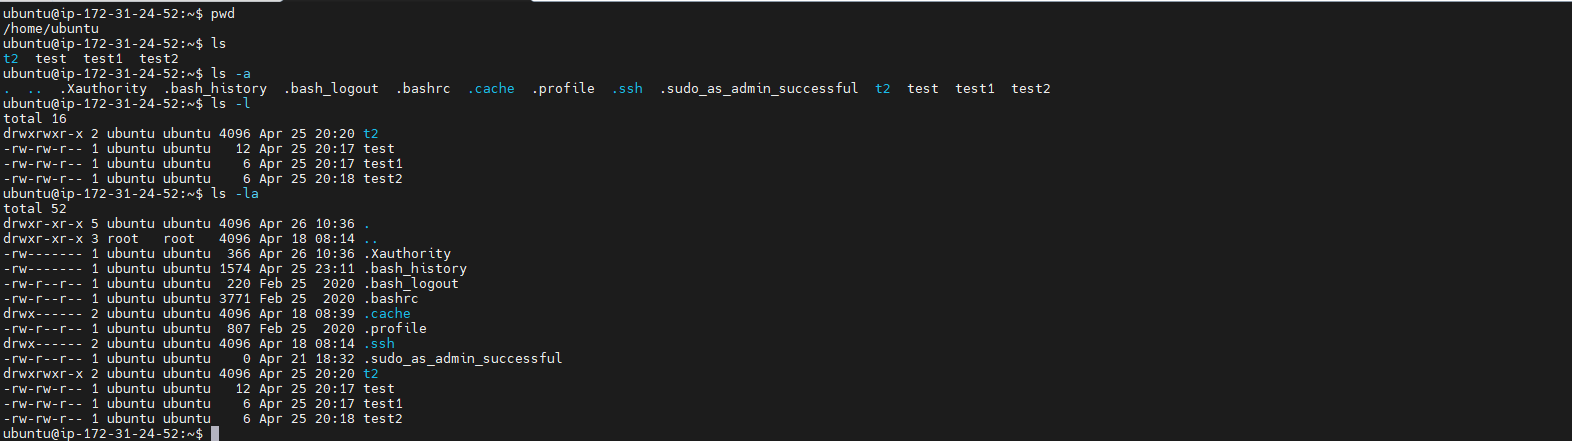 ubuntu@ip-172-31-24-52:~$ pwd
/home/ubuntu
ubuntu@ip-172-31-24-52:~$ ls
t2  test  test1  test2
ubuntu@ip-172-31-24-52:~$ ls -a
.  ..  .Xauthority  .bash_history  .bash_logout  .bashrc  .cache  .profile  .ssh  .sudo_as_admin_successful  t2  test  test1  test2
ubuntu@ip-172-31-24-52:~$ ls -l
total 16
drwxrwxr-x 2 ubuntu ubuntu 4096 Apr 25 20:20 t2
-rw-rw-r-- 1 ubuntu ubuntu   12 Apr 25 20:17 test
-rw-rw-r-- 1 ubuntu ubuntu    6 Apr 25 20:17 test1
-rw-rw-r-- 1 ubuntu ubuntu    6 Apr 25 20:18 test2
ubuntu@ip-172-31-24-52:~$ ls -la
total 52
drwxr-xr-x 5 ubuntu ubuntu 4096 Apr 26 10:36 .
drwxr-xr-x 3 root   root   4096 Apr 18 08:14 ..
-rw------- 1 ubuntu ubuntu  366 Apr 26 10:36 .Xauthority
-rw------- 1 ubuntu ubuntu 1574 Apr 25 23:11 .bash_history
-rw-r--r-- 1 ubuntu ubuntu  220 Feb 25  2020 .bash_logout
-rw-r--r-- 1 ubuntu ubuntu 3771 Feb 25  2020 .bashrc
drwx------ 2 ubuntu ubuntu 4096 Apr 18 08:39 .cache
-rw-r--r-- 1 ubuntu ubuntu  807 Feb 25  2020 .profile
drwx------ 2 ubuntu ubuntu 4096 Apr 18 08:14 .ssh
-rw-r--r-- 1 ubuntu ubuntu    0 Apr 21 18:32 .sudo_as_admin_successful
drwxrwxr-x 2 ubuntu ubuntu 4096 Apr 25 20:20 t2
-rw-rw-r-- 1 ubuntu ubuntu   12 Apr 25 20:17 test
-rw-rw-r-- 1 ubuntu ubuntu    6 Apr 25 20:17 test1
-rw-rw-r-- 1 ubuntu ubuntu    6 Apr 25 20:18 test2
ubuntu@ip-172-31-24-52:~$